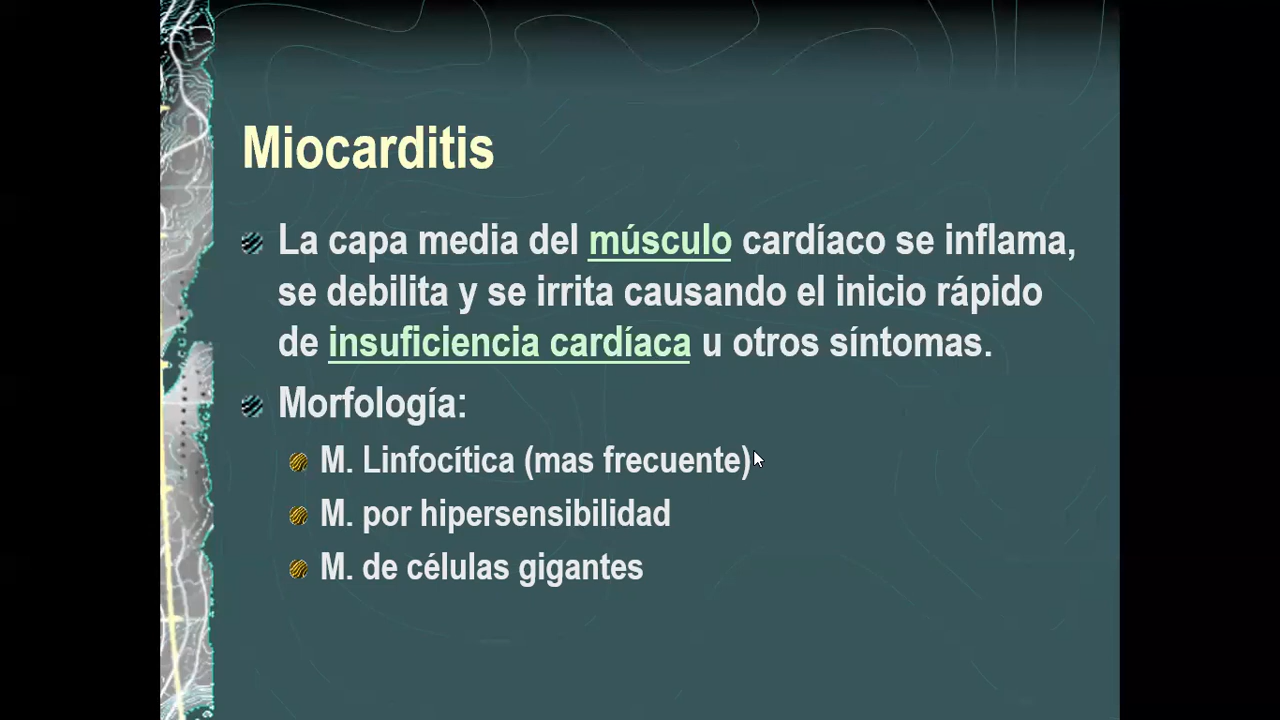 Miocarditis
La capa media del músculo cardíaco se inflama,
se debilita y se irrita causando el inicio rápido
de insuficiencia cardíaca u otros síntomas.
Morfología:
M. Linfocítica (mas frecuente)
M. por hipersensibilidad
M. de células gigantes